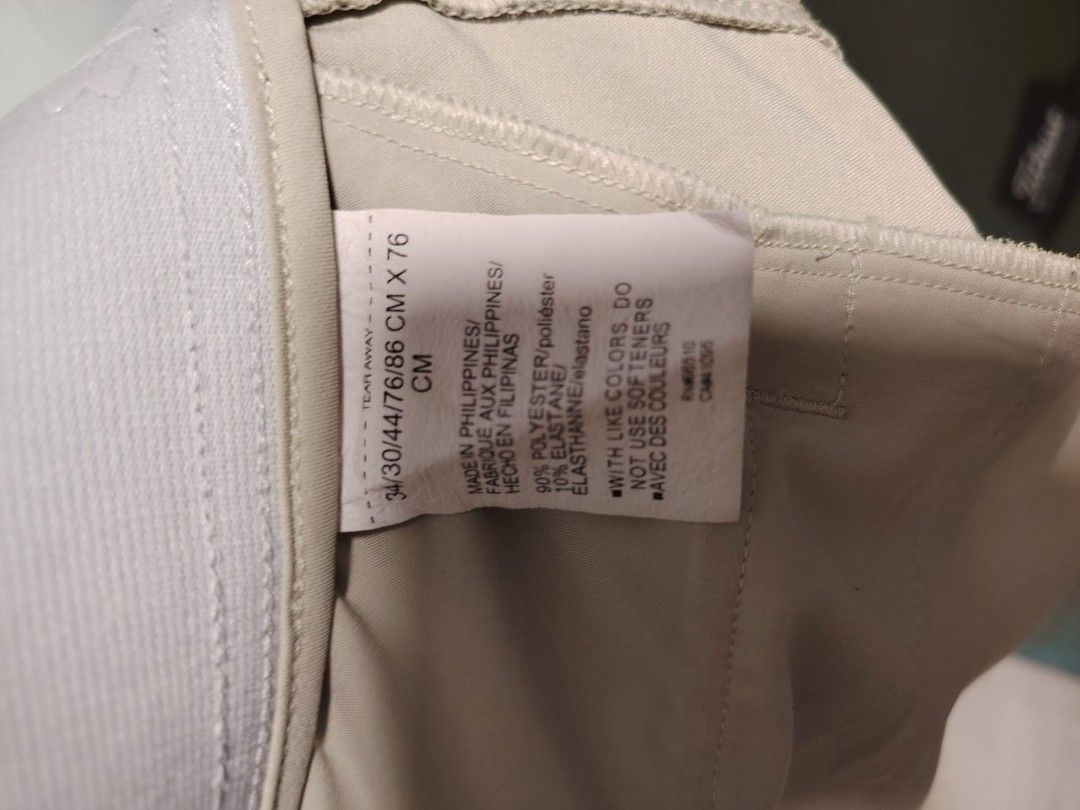 TEAR AWAY
34/30/44/76/86 CM X 76
CM
MADE IN PHILIPPINES/
FABRIQUÉ AUX PHILIPPINES/
HECHO EN FILIPINAS
90% POLYESTER/poliéster
10% ELASTANE/
ÉLASTHANNE/elastano
■WITH LIKE COLORS. DO
NOT USE SOFTENERS
■AVEC DES COULEURS
Titleist